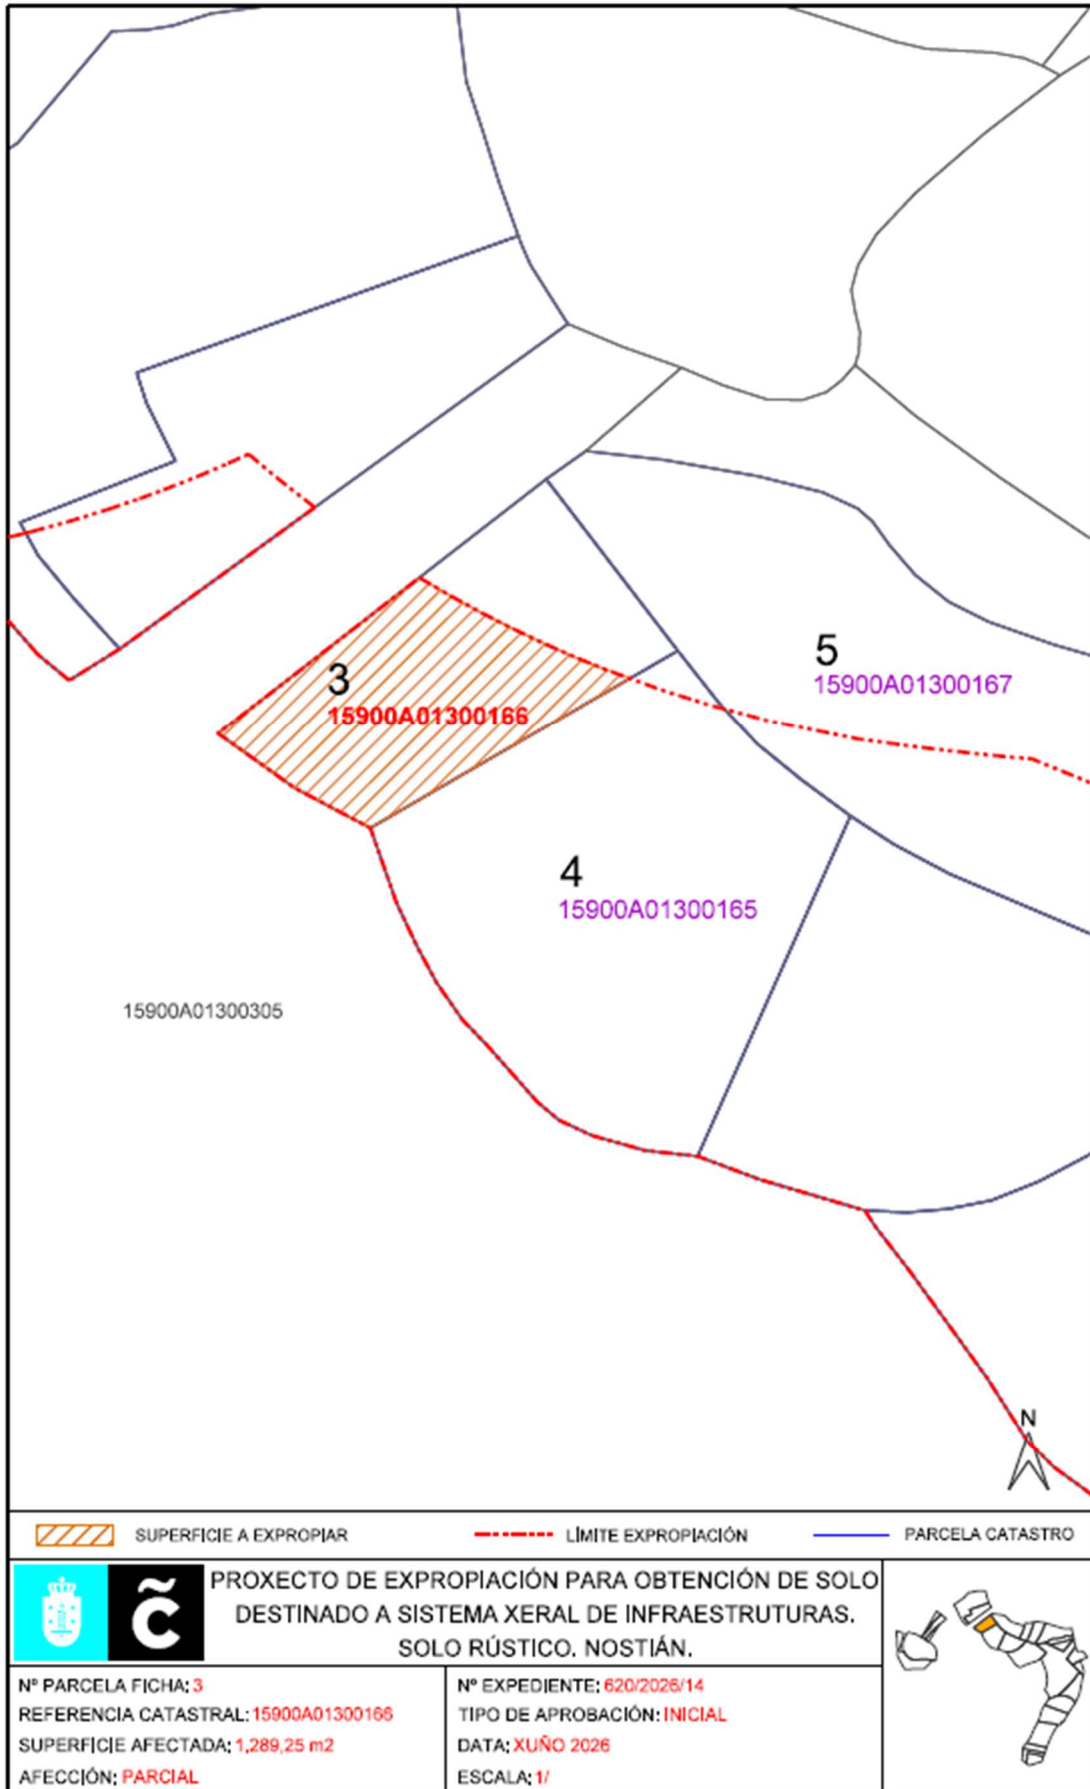 5
15900A01300167
3
15900A01300166
4
15900A01300165
15900A01300305
N
SUPERFICIE A EXPROPIAR
LÍMITE EXPROPIACIÓN
PARCELA CATASTRO
PROXECTO DE EXPROPIACIÓN PARA OBTENCIÓN DE SOLO
DESTINADO A SISTEMA XERAL DE INFRAESTRUTURAS.
SOLO RÚSTICO. NOSTIÁN.
Nº PARCELA FICHA: 3
REFERENCIA CATASTRAL: 15900A01300166
SUPERFICIE AFECTADA: 1,289,25 m2
AFECCIÓN: PARCIAL
Nº EXPEDIENTE: 620/2026/14
TIPO DE APROBACIÓN: INICIAL
DATA: XUÑO 2026
ESCALA: 1/